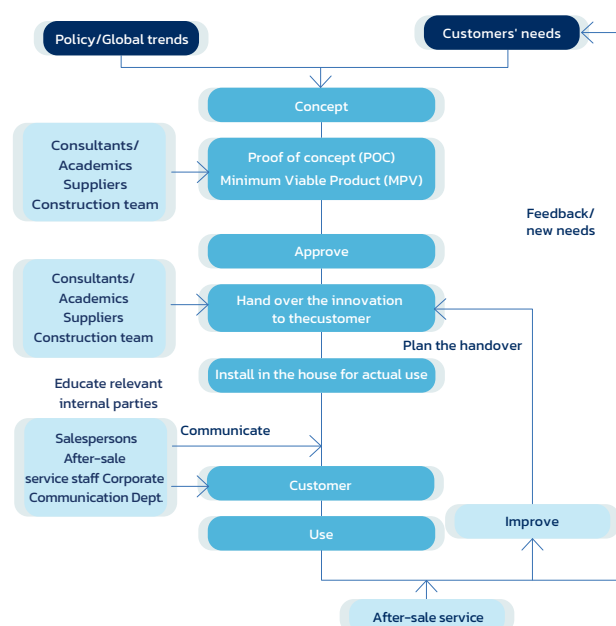 Policy/Global trends
Customers' needs
Concept
Consultants/
Academics
Suppliers
Construction team
Proof of concept (POC)
Minimum Viable Product (MPV)
Feedback/
new needs
Approve
Consultants/
Academics
Suppliers
Construction team
Hand over the innovation
to thecustomer
Plan the handover
Install in the house for actual use
Educate relevant
internal parties
Salespersons
After-sale
service staff Corporate
Communication Dept.
Communicate
Customer
Use
Improve
After-sale service